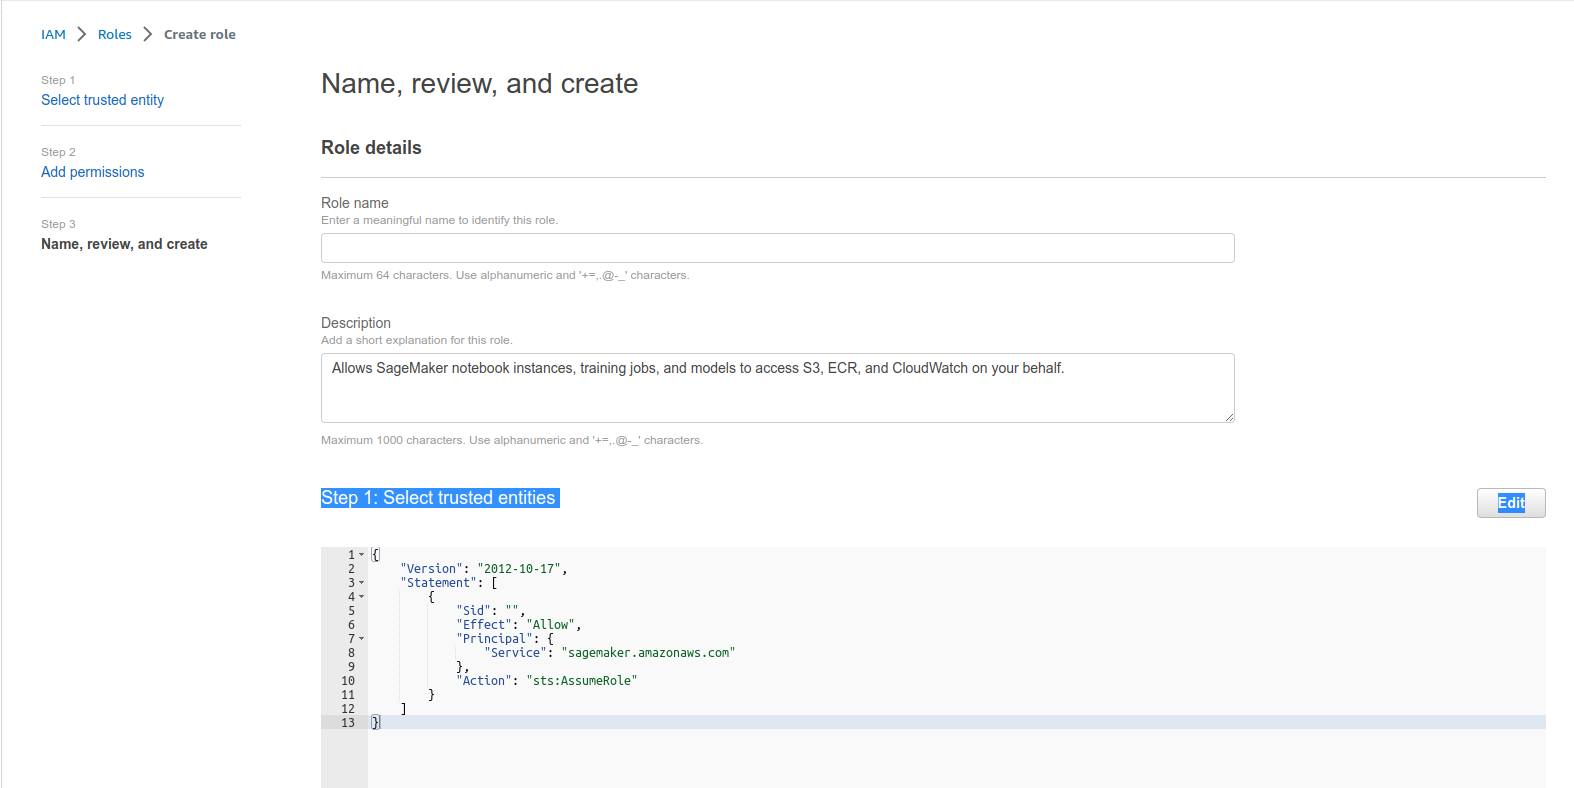 IAM > Roles > Create role
Step 1
Select trusted entity
Step 2
Add permissions
Step 3
Name, review, and create
Name, review, and create
Role details
Role name
Enter a meaningful name to identify this role.
Maximum 64 characters. Use alphanumeric and '+=,.@-_' characters.
Description
Add a short explanation for this role.
Allows SageMaker notebook instances, training jobs, and models to access S3, ECR, and CloudWatch on your behalf.
Maximum 1000 characters. Use alphanumeric and '+=,.@-_' characters.
Step 1: Select trusted entities
Edit
1 {
2     "Version": "2012-10-17",
3     "Statement": [
4         {
5             "Sid": "",
6             "Effect": "Allow",
7             "Principal": {
8                 "Service": "sagemaker.amazonaws.com"
9             },
10             "Action": "sts:AssumeRole"
11         }
12     ]
13 }